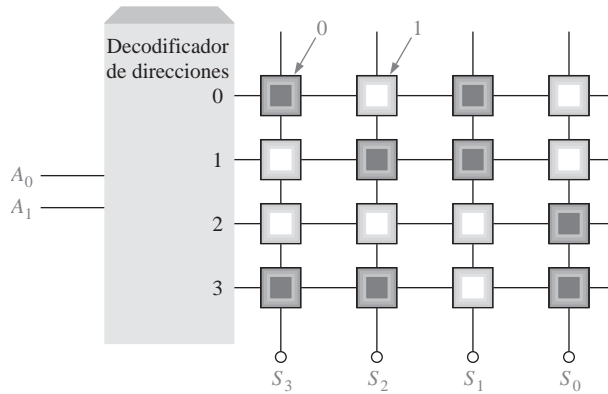 Decodificador
de direcciones
0
1
0
1
2
3
A0
A1
S3
S2
S1
S0